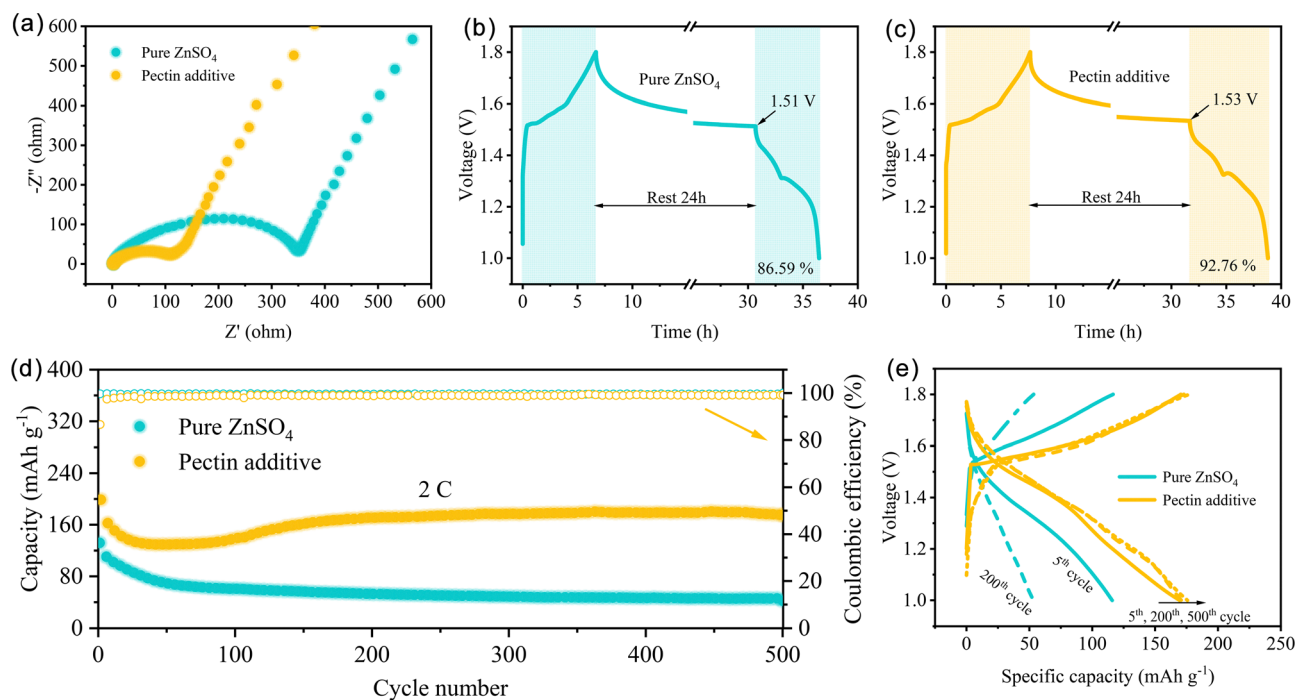 (a)
600
500
400
300
200
100
0
-Z″ (ohm)
Pure ZnSO₄
Pectin additive
0 100 200 300 400 500 600
Z' (ohm)
(b)
1.8
1.6
1.4
1.2
1.0
Voltage (V)
Pure ZnSO₄
1.51 V
Rest 24h
86.59 %
0 5 10 30 35 40
Time (h)
(c)
1.8
1.6
1.4
1.2
1.0
Voltage (V)
Pectin additive
1.53 V
Rest 24h
92.76 %
0 5 10 30 35 40
Time (h)
(d)
400
360
320
240
160
80
0
Capacity (mAh g⁻¹)
Pure ZnSO₄
Pectin additive
2 C
100
80
60
40
20
0
Coulombic efficiency (%)
0 100 200 300 400 500
Cycle number
(e)
1.8
1.6
1.4
1.2
1.0
Voltage (V)
Pure ZnSO₄
Pectin additive
200th cycle
5th cycle
5th, 200th, 500th cycle
0 50 100 150 200 250
Specific capacity (mAh g⁻¹)